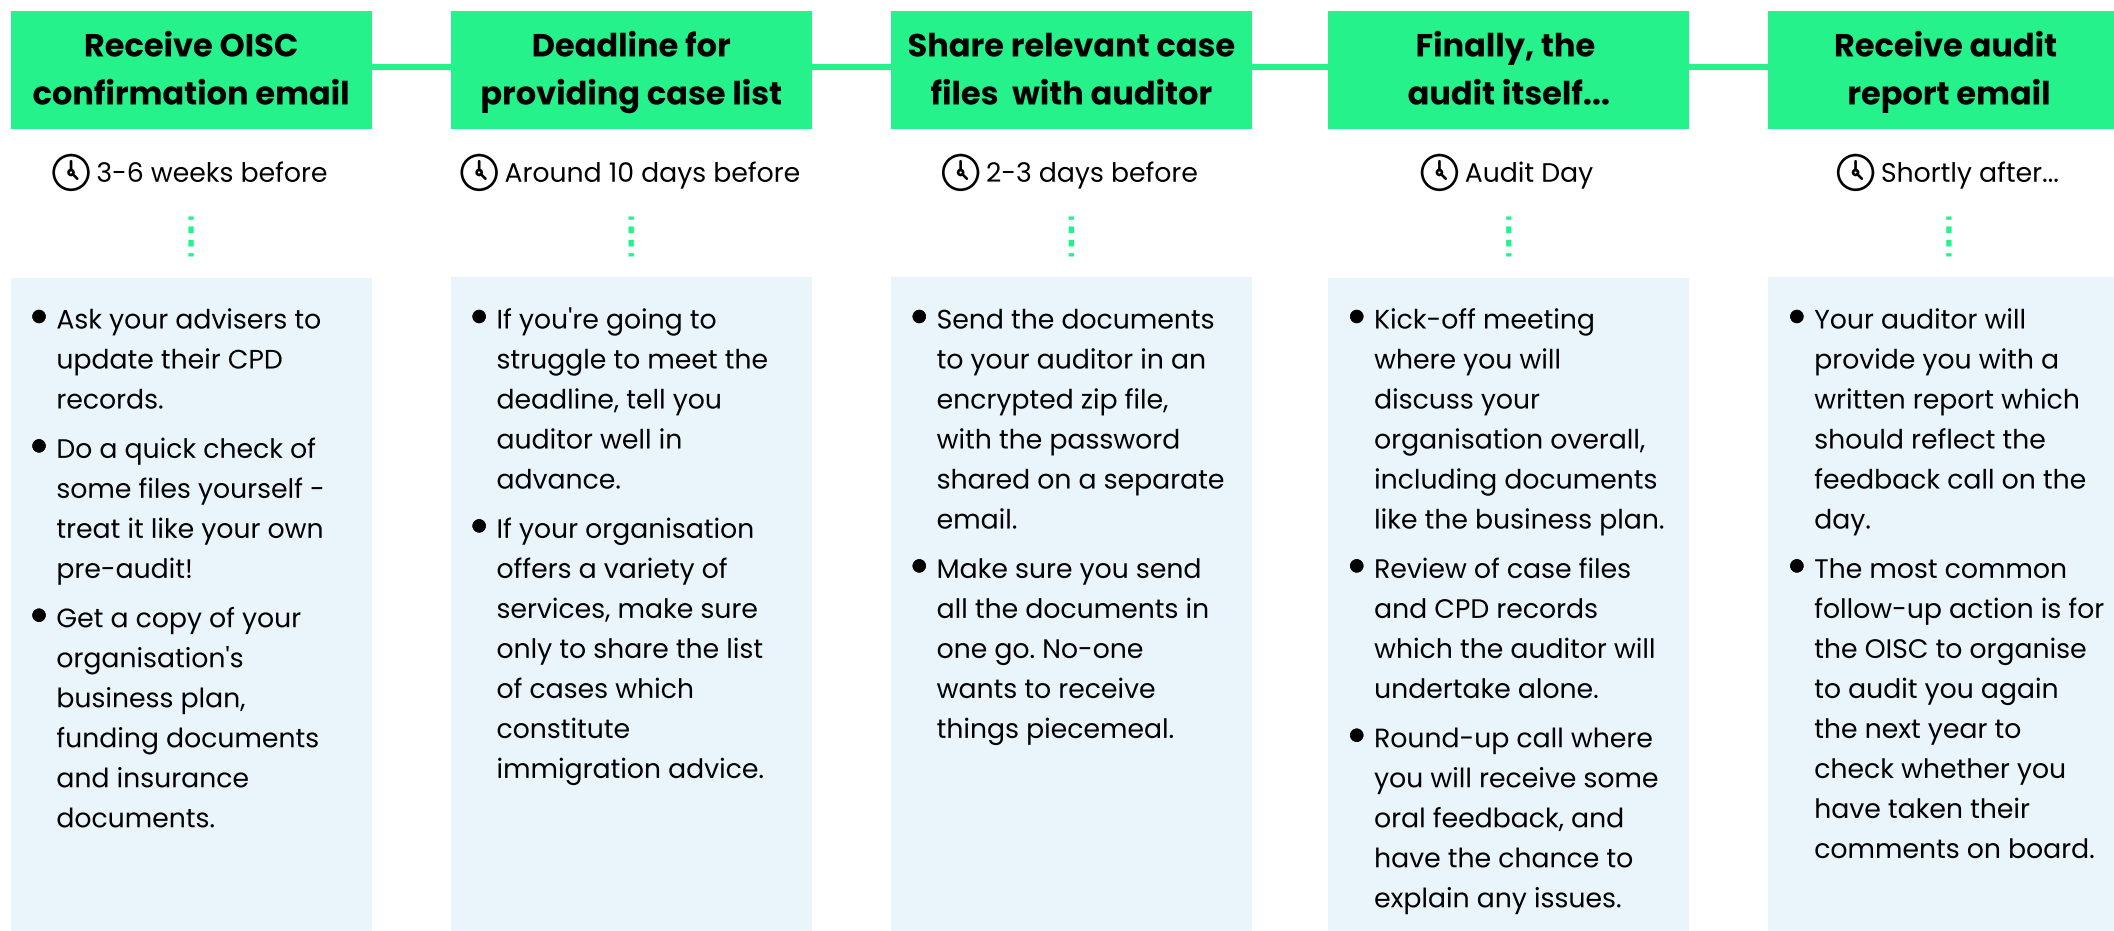 Receive OISC
confirmation email
3-6 weeks before
Ask your advisers to
update their CPD
records.
Do a quick check of
some files yourself -
treat it like your own
pre-audit!
Get a copy of your
organisation's
business plan,
funding documents
and insurance
documents.
Deadline for
providing case list
Around 10 days before
If you're going to
struggle to meet the
deadline, tell you
auditor well in
advance.
If your organisation
offers a variety of
services, make sure
only to share the list
of cases which
constitute
immigration advice.
Share relevant case
files with auditor
2-3 days before
Send the documents
to your auditor in an
encrypted zip file,
with the password
shared on a separate
email.
Make sure you send
all the documents in
one go. No-one
wants to receive
things piecemeal.
Finally, the
audit itself...
Audit Day
Kick-off meeting
where you will
discuss your
organisation overall,
including documents
like the business plan.
Review of case files
and CPD records
which the auditor will
undertake alone.
Round-up call where
you will receive some
oral feedback, and
have the chance to
explain any issues.
Receive audit
report email
Shortly after...
Your auditor will
provide you with a
written report which
should reflect the
feedback call on the
day.
The most common
follow-up action is for
the OISC to organise
to audit you again
the next year to
check whether you
have taken their
comments on board.